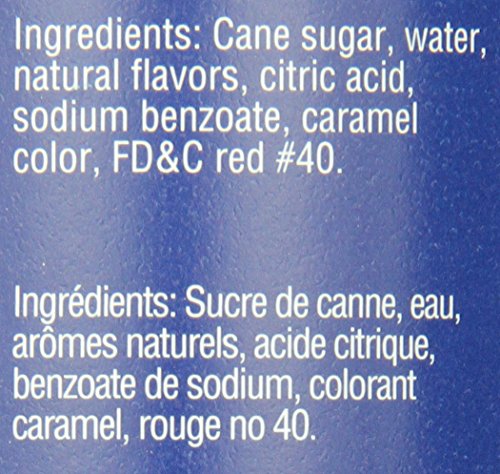 Ingredients: Cane sugar, water,
natural flavors, citric acid,
sodium benzoate, caramel
color, FD&C red #40.
Ingrédients: Sucre de canne, eau,
arômes naturels, acide citrique,
benzoate de sodium, colorant
caramel, rouge no 40.